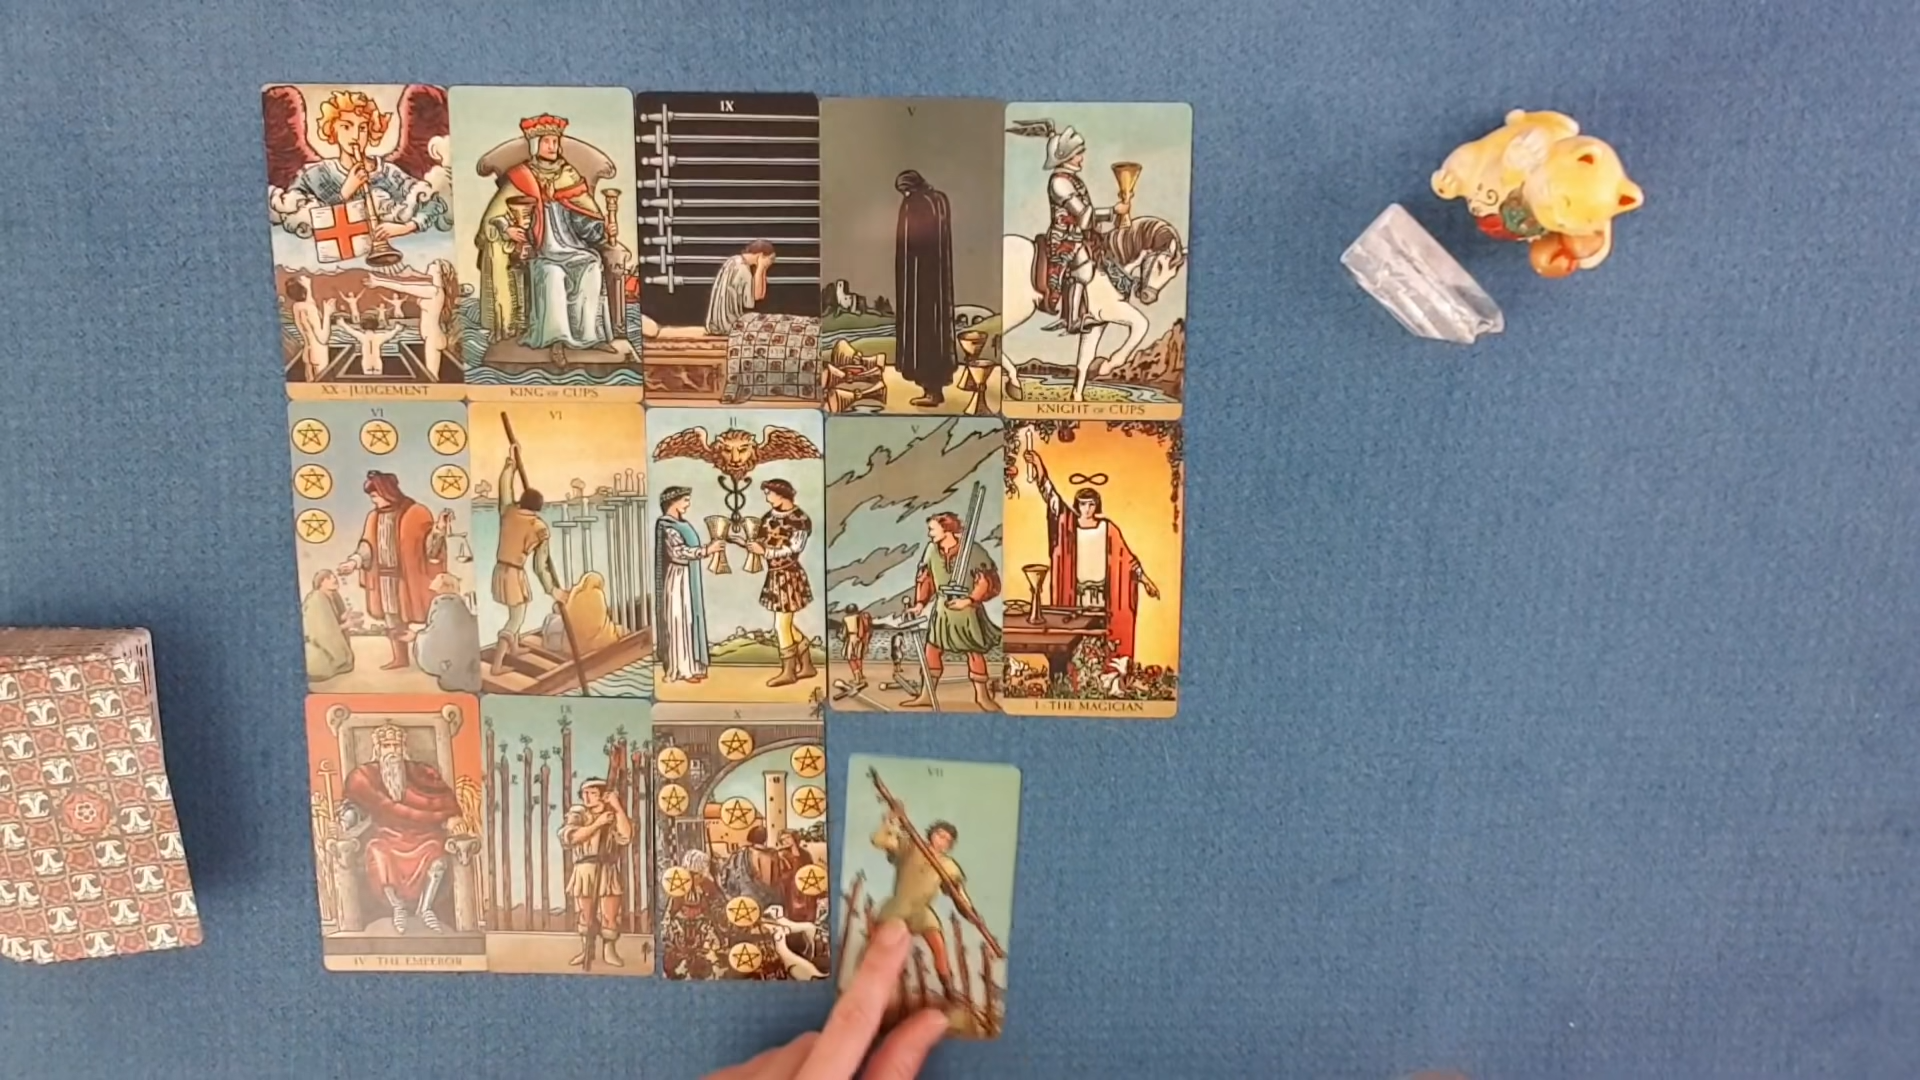 XX - JUDGEMENT
KING OF CUPS
IX
V
KNIGHT OF CUPS
VI
VI
II
V
I - THE MAGICIAN
IV - THE EMPEROR
IX
X
VII